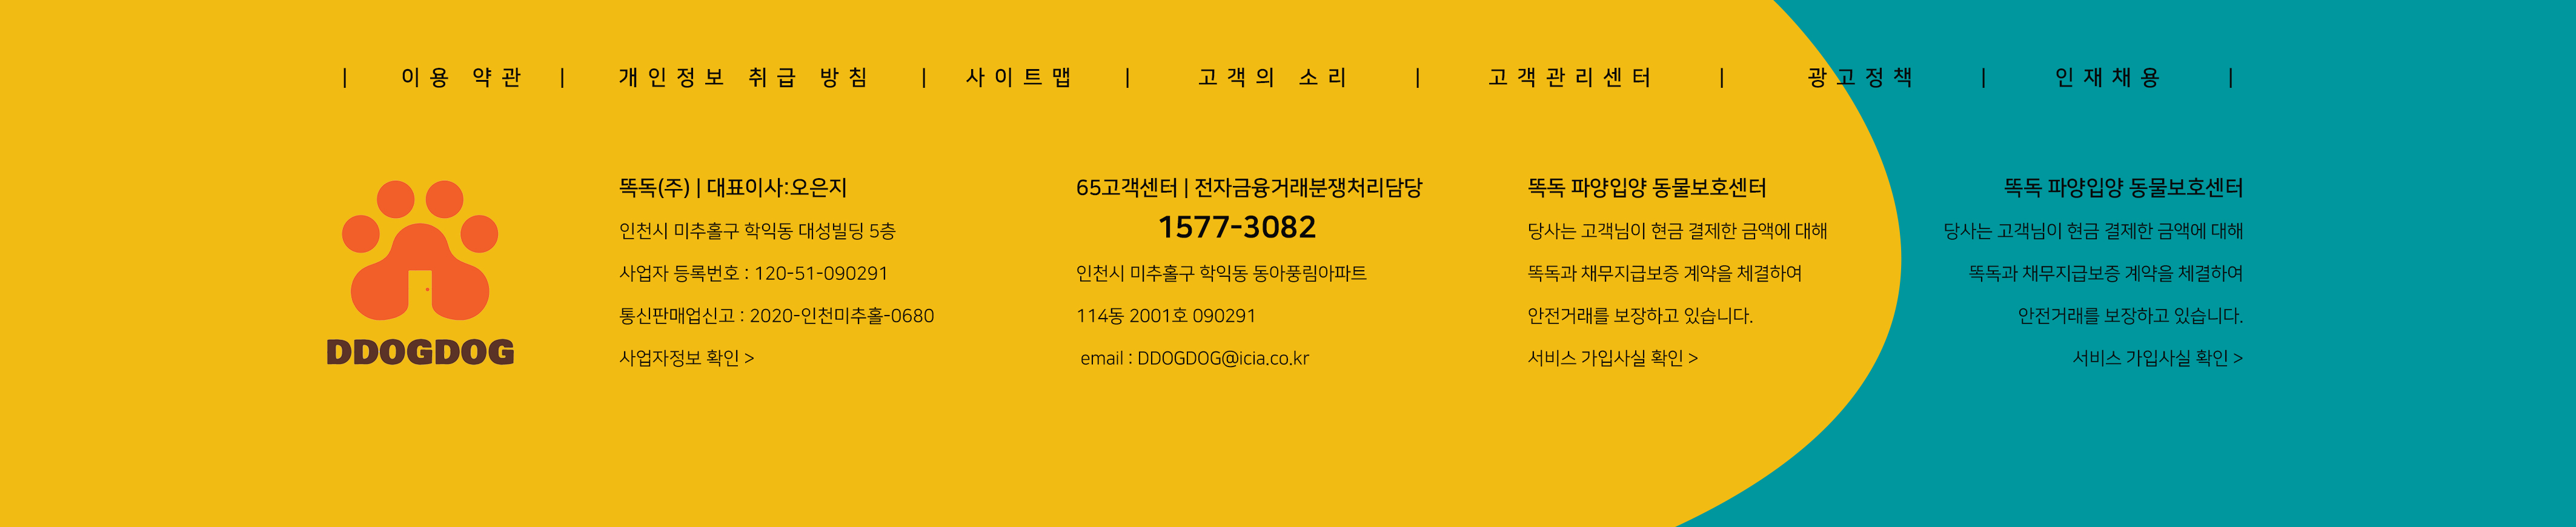 | 이용 약관 | 개인정보 취급 방침 | 사이트맵 | 고객의 소리 | 고객관리센터 | 광고정책 | 인재채용 |
DDOGDOG
똑독(주) | 대표이사:오은지
인천시 미추홀구 학익동 대성빌딩 5층
사업자 등록번호 : 120-51-090291
통신판매업신고 : 2020-인천미추홀-0680
사업자정보 확인 >
65고객센터 | 전자금융거래분쟁처리담당
1577-3082
인천시 미추홀구 학익동 동아풍림아파트
114동 2001호 090291
email : DDOGDOG@icia.co.kr
똑독 파양입양 동물보호센터
당사는 고객님이 현금 결제한 금액에 대해
똑독과 채무지급보증 계약을 체결하여
안전거래를 보장하고 있습니다.
서비스 가입사실 확인 >
똑독 파양입양 동물보호센터
당사는 고객님이 현금 결제한 금액에 대해
똑독과 채무지급보증 계약을 체결하여
안전거래를 보장하고 있습니다.
서비스 가입사실 확인 >